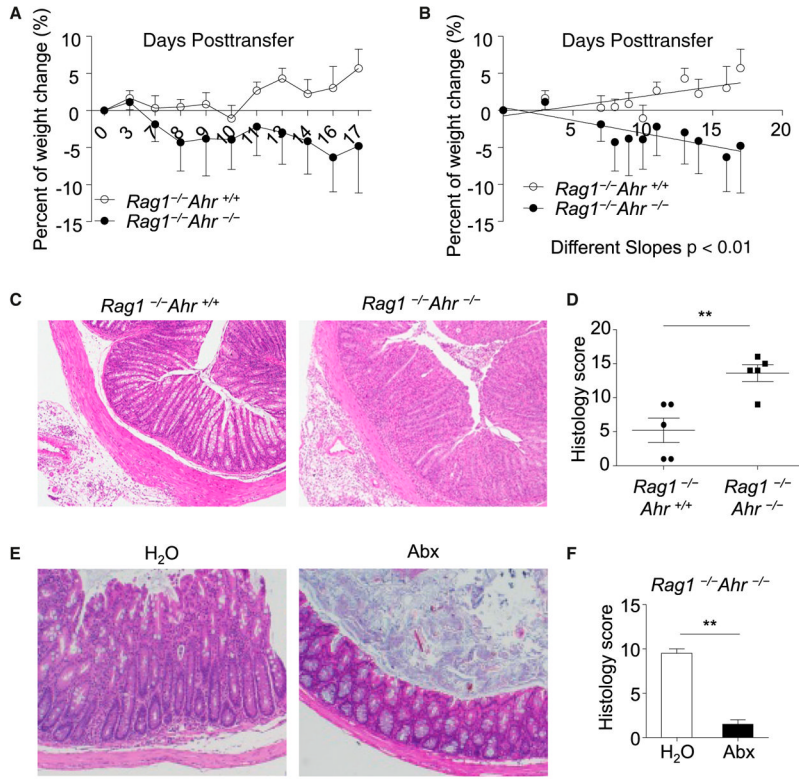 A
Percent of weight change (%)
Days Posttransfer
10
5
0
-5
-10
-15
0 3 7 8 9 10 11 13 14 16 17
Rag1⁻/⁻Ahr ⁺/⁺
Rag1⁻/⁻Ahr ⁻/⁻
B
Percent of weight change (%)
Days Posttransfer
10
5
0
-5
-10
-15
5 10 15 20
Rag1⁻/⁻Ahr ⁺/⁺
Rag1⁻/⁻Ahr ⁻/⁻
Different Slopes p < 0.01
C
Rag1 ⁻/⁻Ahr ⁺/⁺
Rag1 ⁻/⁻Ahr ⁻/⁻
D
Histology score
20
15
10
5
0
**
Rag1 ⁻/⁻
Ahr ⁺/⁺
Rag1 ⁻/⁻
Ahr ⁻/⁻
E
H₂O
Abx
F
Rag1 ⁻/⁻Ahr ⁻/⁻
Histology score
15
10
5
0
**
H₂O
Abx